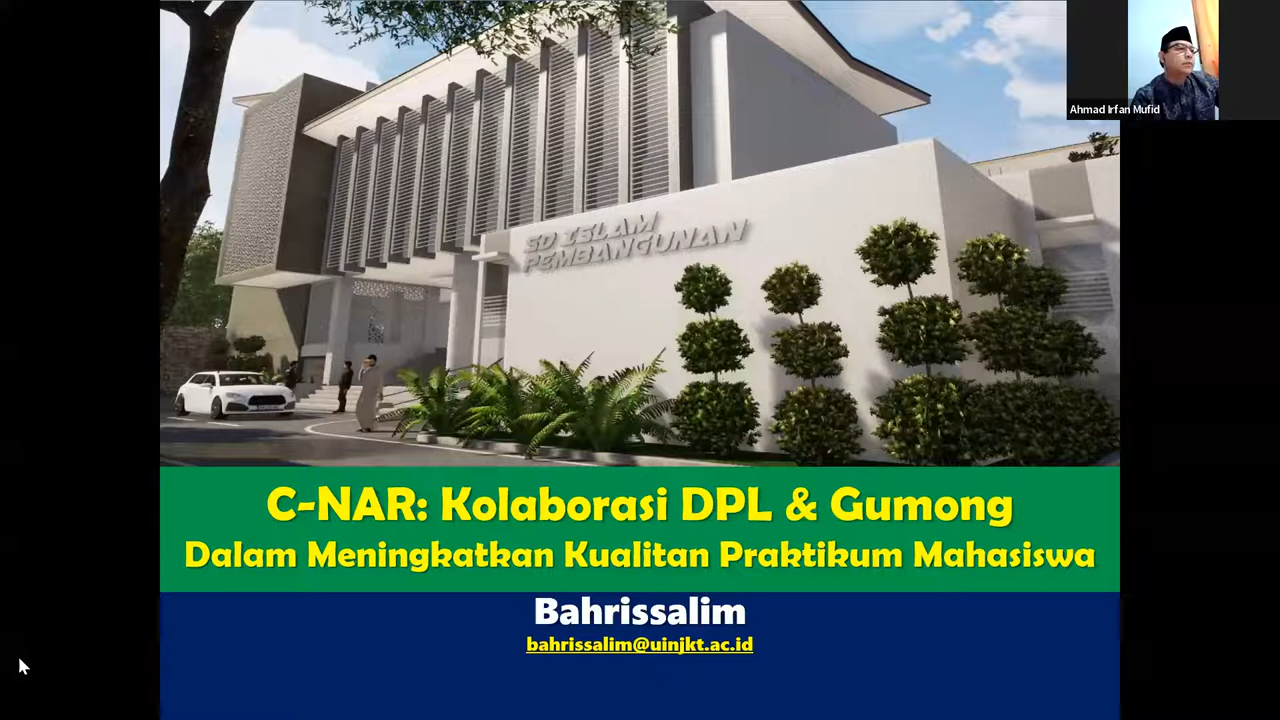 Ahmad Irfan Mufid
SD ISLAM
PEMBANGUNAN
C-NAR: Kolaborasi DPL & Gumong
Dalam Meningkatkan Kualitan Praktikum Mahasiswa
Bahrissalim
bahrissalim@uinjkt.ac.id